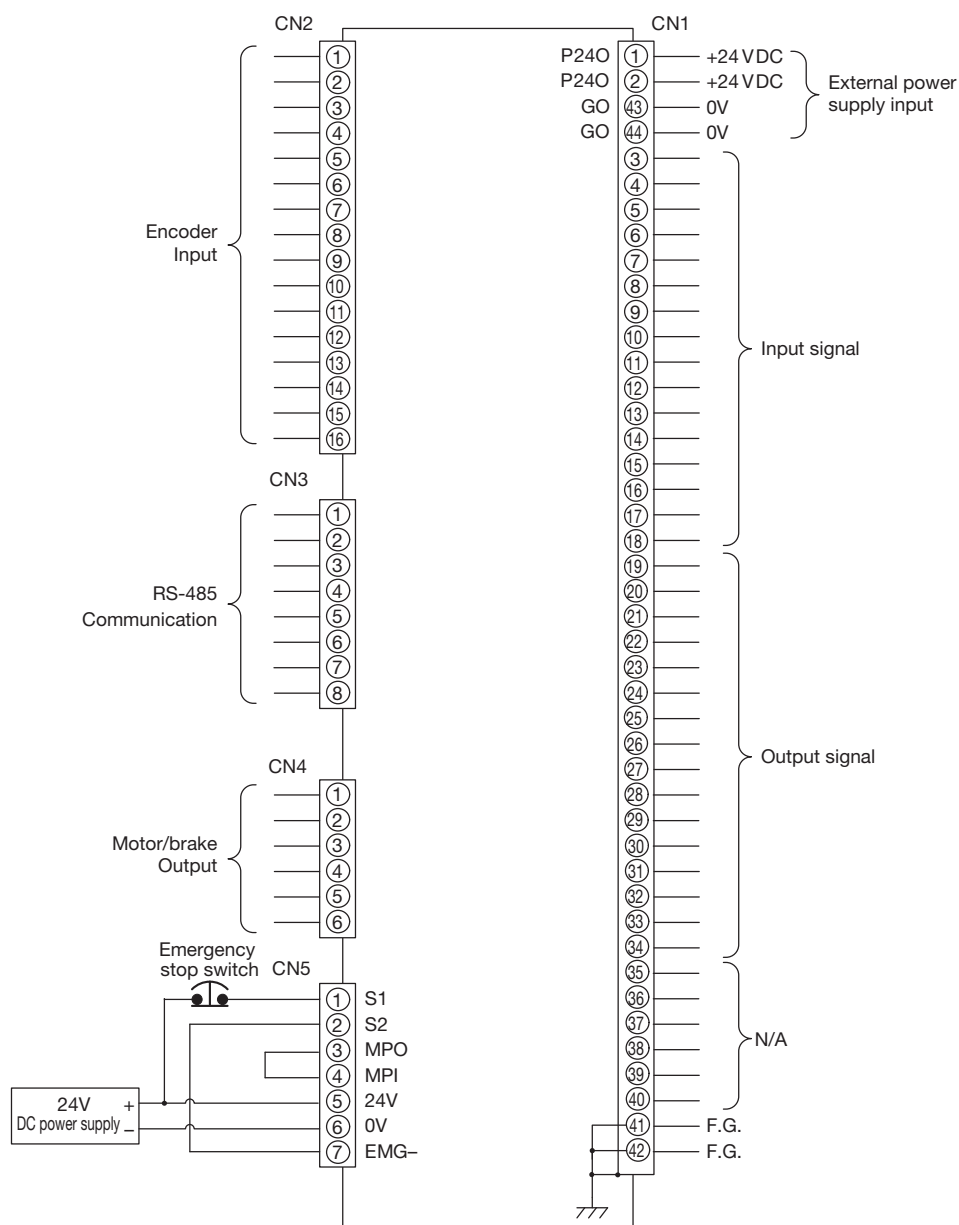 CN2
1
2
3
4
5
6
7
8
9
10
11
12
13
14
15
16
Encoder
Input
CN3
1
2
3
4
5
6
7
8
RS-485
Communication
CN4
1
2
3
4
5
6
Motor/brake
Output
Emergency
stop switch
CN5
1 S1
2 S2
3 MPO
4 MPI
5 24V
6 0V
7 EMG–
24V +
DC power supply –
CN1
P24O 1 +24 VDC
P24O 2 +24 VDC
GO 43 0V
GO 44 0V
External power
supply input
3
4
5
6
7
8
9
10
11
12
13
14
15
16
17
18
Input signal
19
20
21
22
23
24
25
26
27
28
29
30
31
32
33
34
Output signal
35
36
37
38
39
40
N/A
41 F.G.
42 F.G.